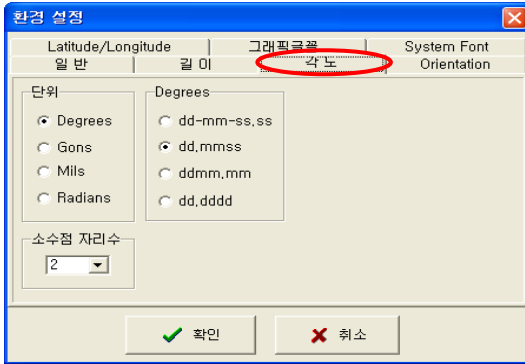 환경 설정
Latitude/Longitude 그래픽글꼴 System Font
일 반 길 이 각 도 Orientation
단위
Degrees
Gons
Mils
Radians
Degrees
dd-mm-ss.ss
dd.mmss
ddmm.mm
dd.dddd
소수점 자리수
2
확인 취소